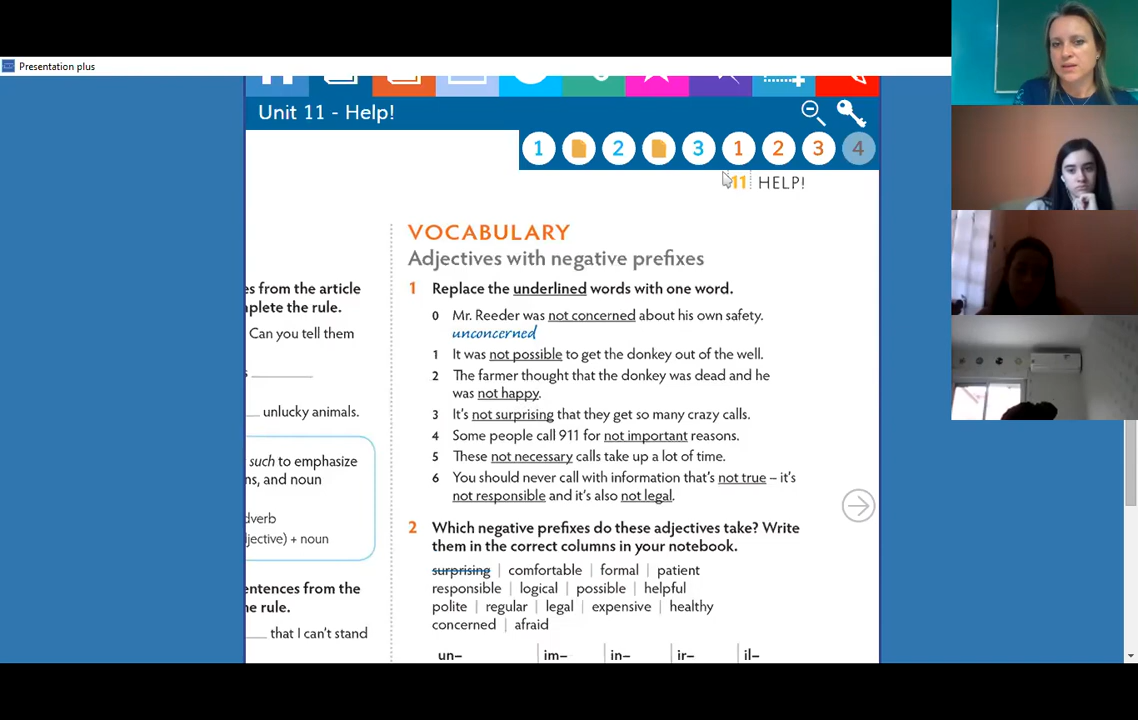 Presentation plus
Unit 11 - Help!
1 2 3 1 2 3 4
11 HELP!
VOCABULARY
Adjectives with negative prefixes
es from the article
1 Replace the underlined words with one word.
plete the rule.
0 Mr. Reeder was not concerned about his own safety.
Can you tell them
unconcerned
1 It was not possible to get the donkey out of the well.
s ________
2 The farmer thought that the donkey was dead and he
was not happy.
__ unlucky animals.
3 It's not surprising that they get so many crazy calls.
4 Some people call 911 for not important reasons.
such to emphasize
5 These not necessary calls take up a lot of time.
ns, and noun
6 You should never call with information that's not true – it's
not responsible and it's also not legal.
dverb
2 Which negative prefixes do these adjectives take? Write
jective) + noun
them in the correct columns in your notebook.
surprising | comfortable | formal | patient
entences from the
responsible | logical | possible | helpful
he rule.
polite | regular | legal | expensive | healthy
concerned | afraid
___ that I can't stand
un– im– in– ir– il–